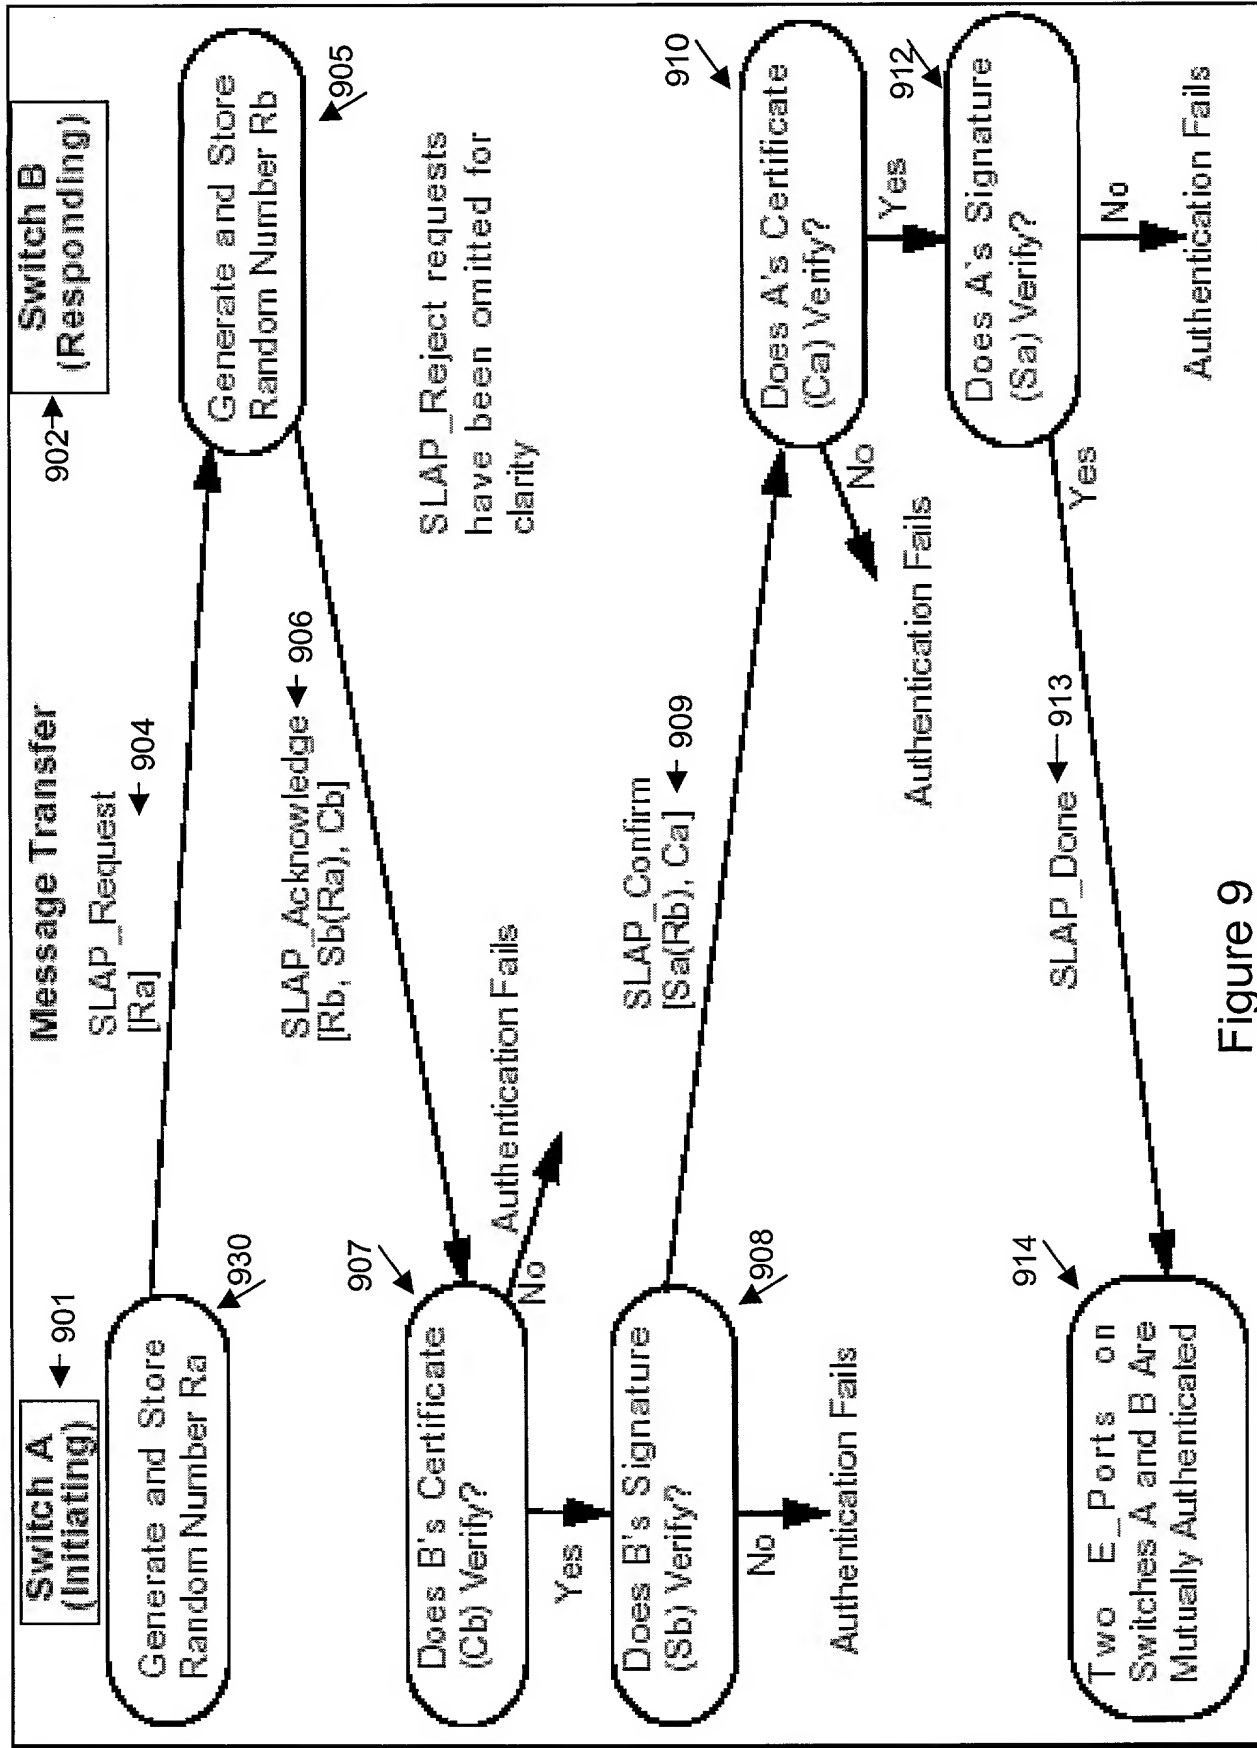 Switch A
(Initiating)
901
Message Transfer
Switch B
(Responding)
902
Generate and Store
Random Number Ra
930
SLAP_Request
[Ra]
904
Generate and Store
Random Number Rb
905
SLAP_Acknowledge
[Rb, Sb(Ra), Cb]
906
SLAP_Reject requests
have been omitted for
clarity
907
Does B's Certificate
(Cb) Verify?
No
Authentication Fails
Yes
Does B's Signature
(Sb) Verify?
908
No
Authentication Fails
SLAP_Confirm
[Sa(Rb), Ca]
909
910
Does A's Certificate
(Ca) Verify?
No
Authentication Fails
Yes
912
Does A's Signature
(Sa) Verify?
No
Authentication Fails
Yes
SLAP_Done
913
914
Two E_Ports on
Switches A and B Are
Mutually Authenticated
Figure 9